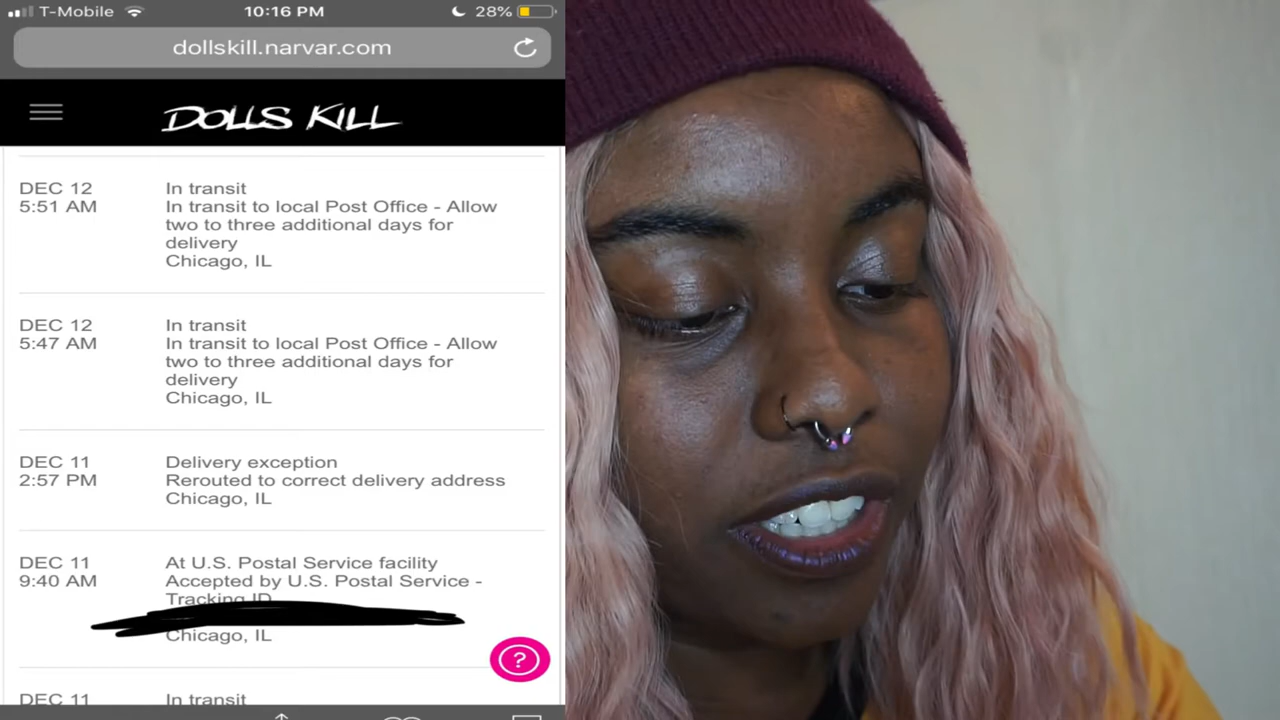 T-Mobile 10:16 PM 28%
dollskill.narvar.com
DOLLS KILL
DEC 12 In transit
5:51 AM In transit to local Post Office - Allow
two to three additional days for
delivery
Chicago, IL
DEC 12 In transit
5:47 AM In transit to local Post Office - Allow
two to three additional days for
delivery
Chicago, IL
DEC 11 Delivery exception
2:57 PM Rerouted to correct delivery address
Chicago, IL
DEC 11 At U.S. Postal Service facility
9:40 AM Accepted by U.S. Postal Service -
Tracking ID
Chicago, IL
?
DEC 11 In transit